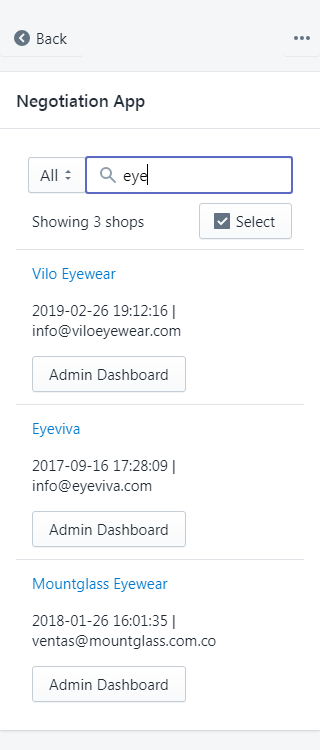 Back
Negotiation App
All
eye
Showing 3 shops
Select
Vilo Eyewear
2019-02-26 19:12:16 |
info@viloeyewear.com
Admin Dashboard
Eyeviva
2017-09-16 17:28:09 |
info@eyeviva.com
Admin Dashboard
Mountglass Eyewear
2018-01-26 16:01:35 |
ventas@mountglass.com.co
Admin Dashboard